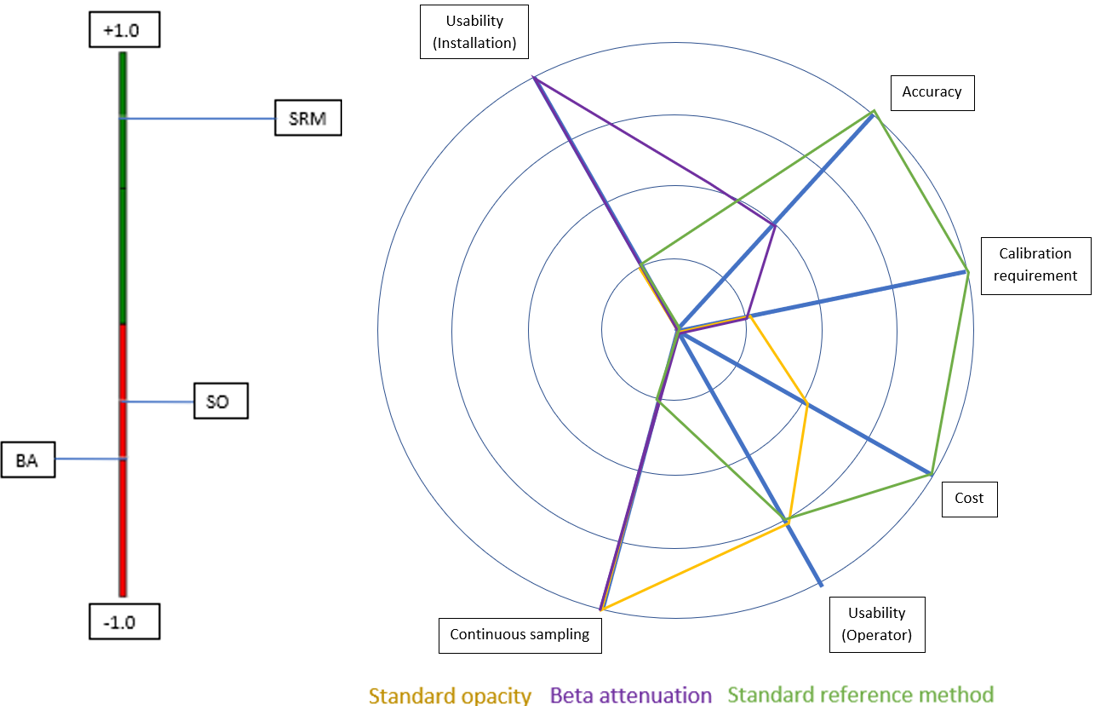 +1.0
SRM
SO
BA
-1.0
Usability
(Installation)
Accuracy
Calibration
requirement
Cost
Usability
(Operator)
Continuous sampling
Standard opacity Beta attenuation Standard reference method